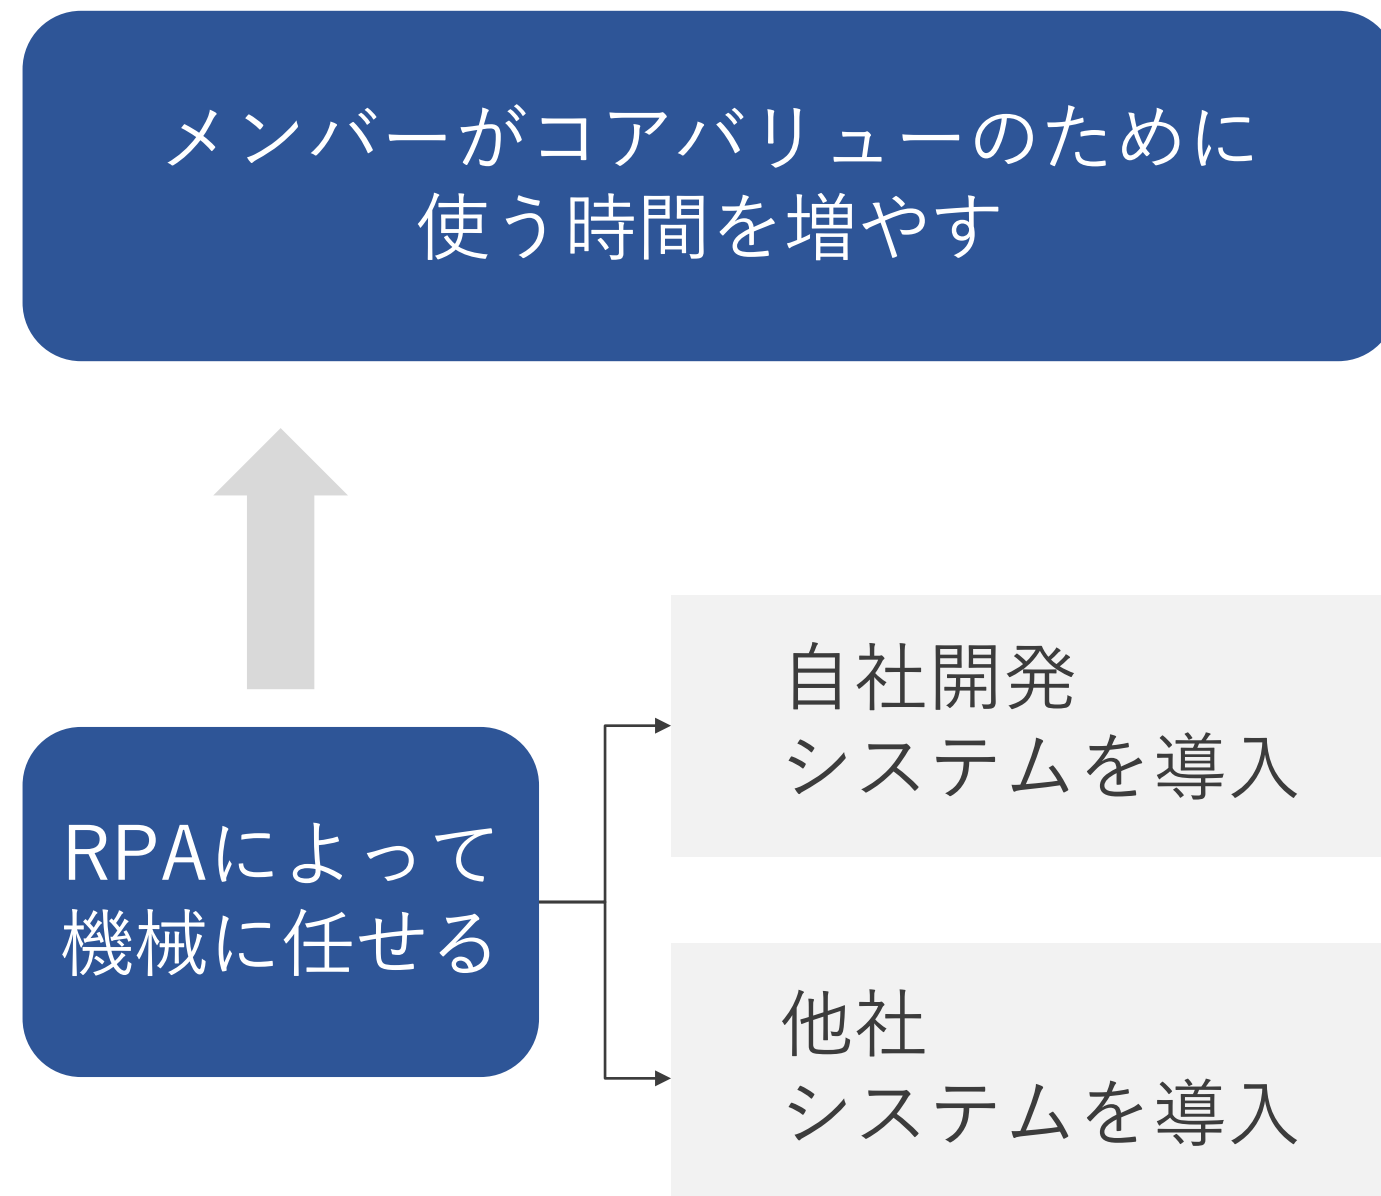 メンバーがコアバリューのために
使う時間を増やす
自社開発
システムを導入
RPAによって
機械に任せる
他社
システムを導入